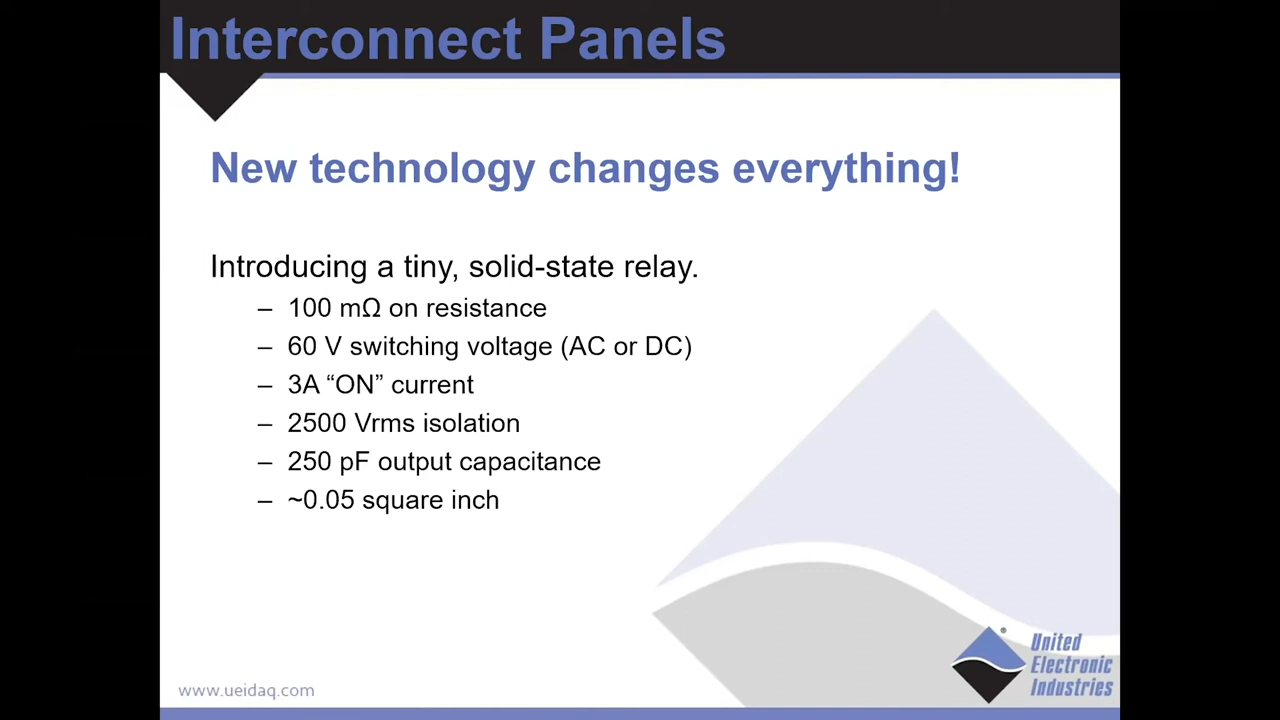 Interconnect Panels
New technology changes everything!
Introducing a tiny, solid-state relay.
– 100 mΩ on resistance
– 60 V switching voltage (AC or DC)
– 3A “ON” current
– 2500 Vrms isolation
– 250 pF output capacitance
– ~0.05 square inch
®
United
Electronic
Industries
www.ueidaq.com